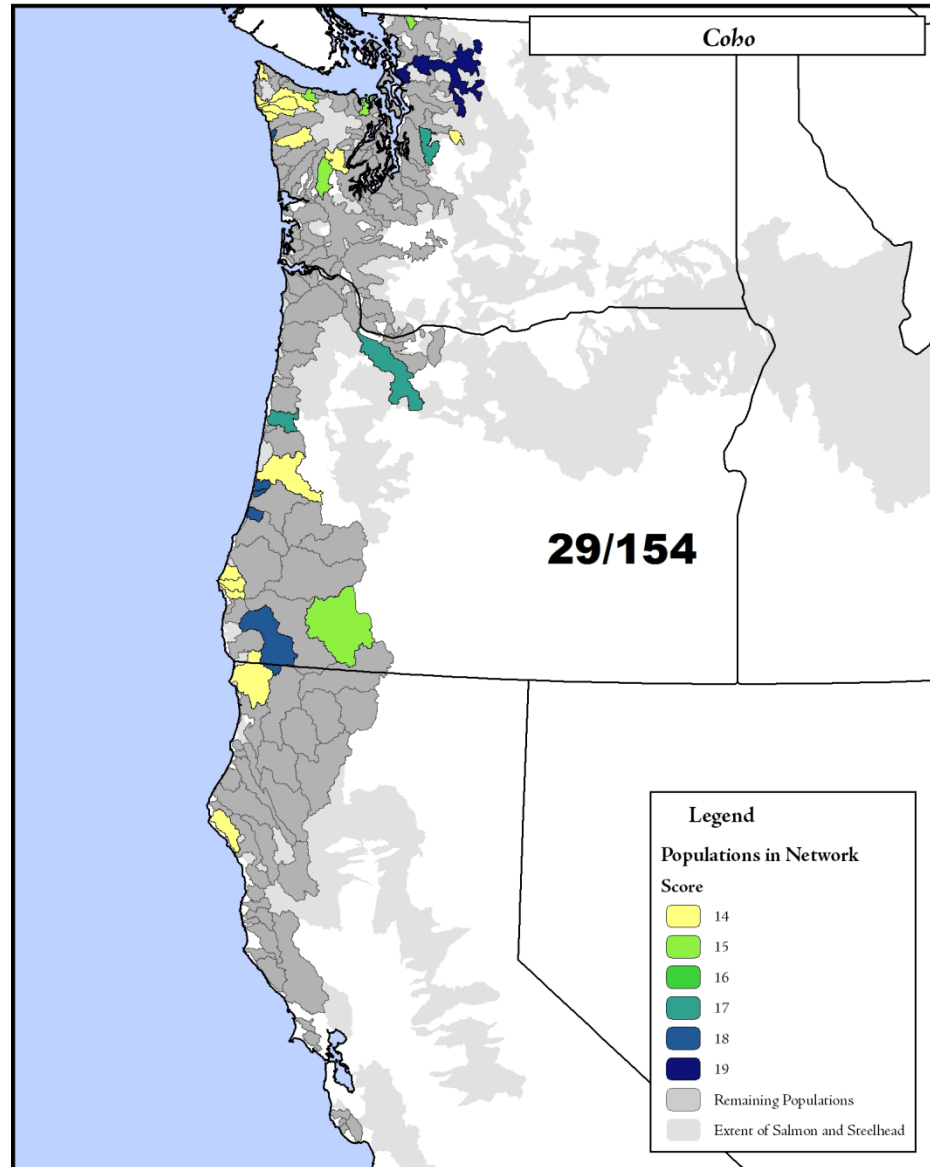 Coho
29/154
Legend
Populations in Network
Score
14
15
16
17
18
19
Remaining Populations
Extent of Salmon and Steelhead